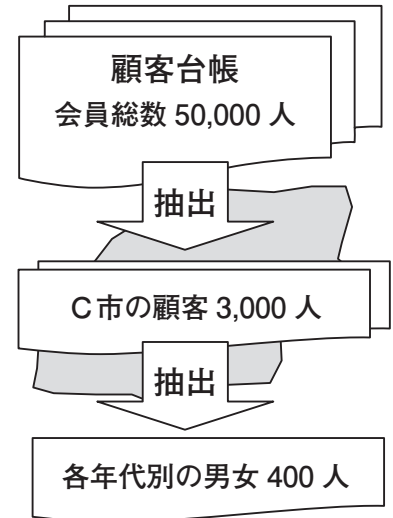 顧客台帳
会員総数 50,000 人
抽出
C市の顧客 3,000 人
抽出
各年代別の男女 400 人